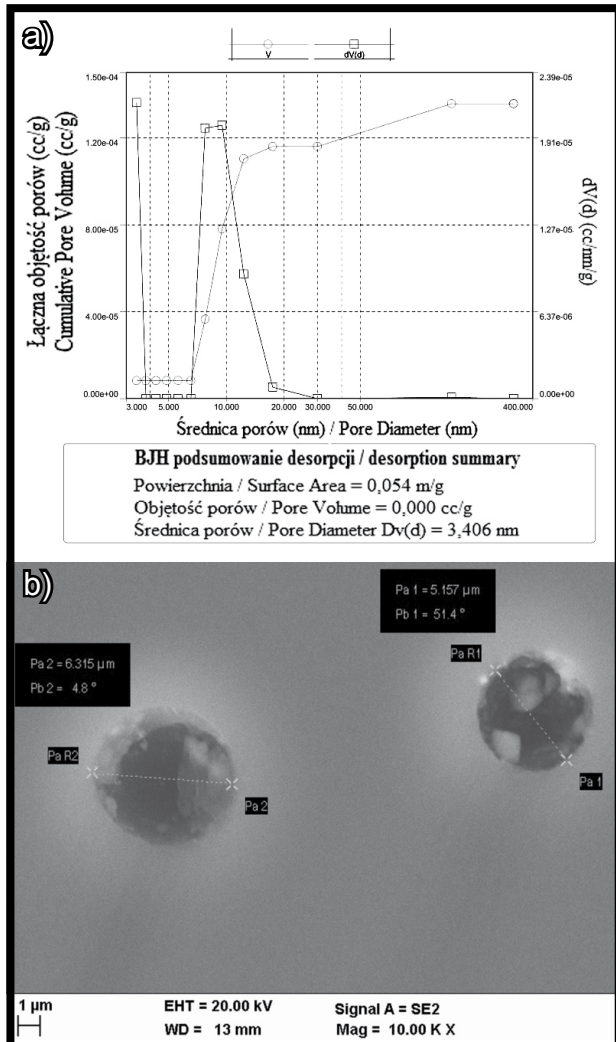 a)
V
dV(d)
1.50e-04
1.20e-04
8.00e-05
4.00e-05
0.00e+00
Łączna objętość porów (cc/g)
Cumulative Pore Volume (cc/g)
2.39e-05
1.91e-05
1.27e-05
6.37e-06
0.00e+00
dV(d) (cc/nm/g)
3.000 5.000 10.000 20.000 30.000 50.000 400.000
Średnica porów (nm) / Pore Diameter (nm)
BJH podsumowanie desorpcji / desorption summary
Powierzchnia / Surface Area = 0,054 m/g
Objętość porów / Pore Volume = 0,000 cc/g
Średnica porów / Pore Diameter Dv(d) = 3,406 nm
b)
Pa 1 = 5.157 µm
Pb 1 = 51.4 °
Pa R1
Pa 1
Pa 2 = 6.315 µm
Pb 2 = 4.8 °
Pa R2
Pa 2
1 µm
EHT = 20.00 kV
Signal A = SE2
WD = 13 mm
Mag = 10.00 K X